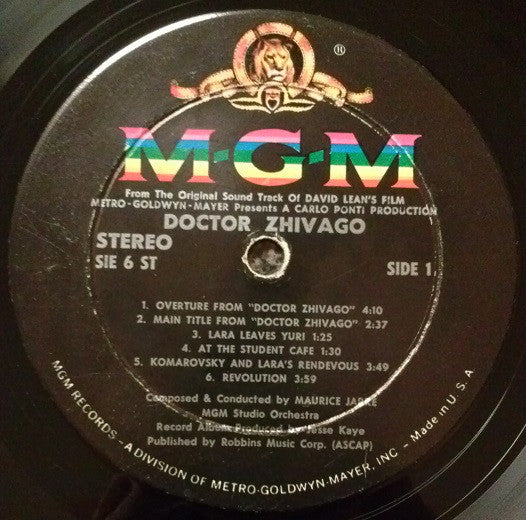 ®
M-G-M
From The Original Sound Track Of DAVID LEAN'S FILM
METRO-GOLDWYN-MAYER Presents A CARLO PONTI PRODUCTION
DOCTOR ZHIVAGO
STEREO
SIE 6 ST
SIDE 1
1. OVERTURE FROM "DOCTOR ZHIVAGO" 4:10
2. MAIN TITLE FROM "DOCTOR ZHIVAGO" 2:37
3. LARA LEAVES YURI 1:25
4. AT THE STUDENT CAFE 1:30
5. KOMAROVSKY AND LARA'S RENDEVOUS 3:49
6. REVOLUTION 3:59
Composed & Conducted by MAURICE JARRE
MGM Studio Orchestra
Record Album Produced by Jesse Kaye
Published by Robbins Music Corp. (ASCAP)
MGM RECORDS - A DIVISION OF METRO-GOLDWYN-MAYER, INC - Made in U.S.A